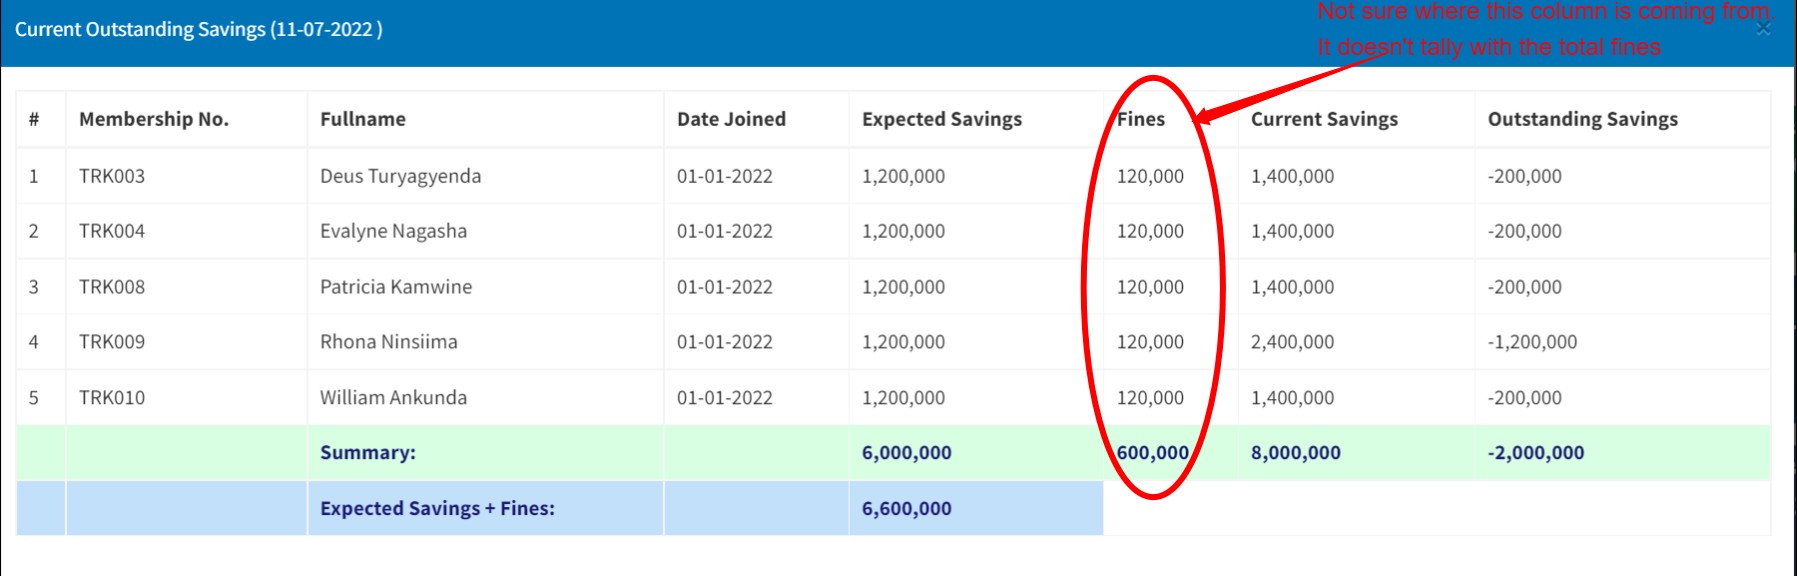 Not sure where this column is coming from.
Current Outstanding Savings (11-07-2022 )
It doesn't tally with the total fines
# Membership No. Fullname Date Joined Expected Savings Fines Current Savings Outstanding Savings
1 TRK003 Deus Turyagyenda 01-01-2022 1,200,000 120,000 1,400,000 -200,000
2 TRK004 Evalyne Nagasha 01-01-2022 1,200,000 120,000 1,400,000 -200,000
3 TRK008 Patricia Kamwine 01-01-2022 1,200,000 120,000 1,400,000 -200,000
4 TRK009 Rhona Ninsiima 01-01-2022 1,200,000 120,000 2,400,000 -1,200,000
5 TRK010 William Ankunda 01-01-2022 1,200,000 120,000 1,400,000 -200,000
Summary: 6,000,000 600,000 8,000,000 -2,000,000
Expected Savings + Fines: 6,600,000